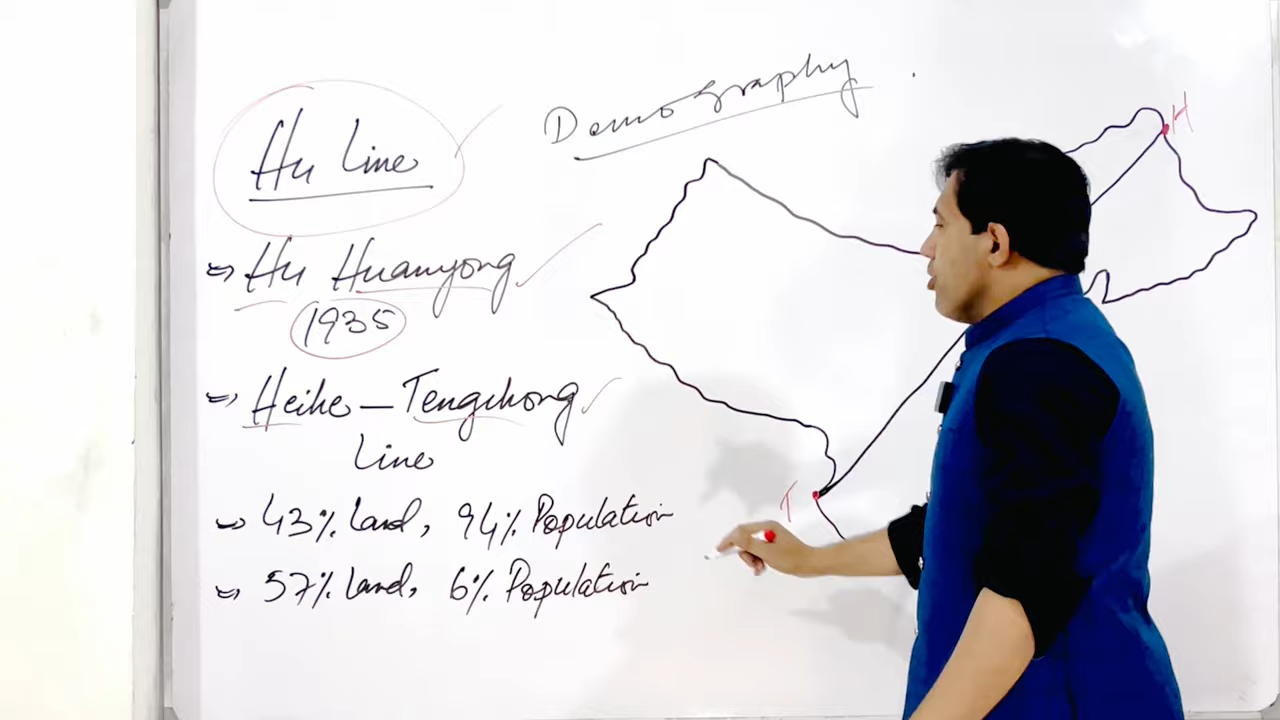 Demography
Hu Line
⇒ Hu Huanyong
1935
⇒ Heihe – Tengchong
Line
⇒ 43% Land, 94% Population
⇒ 57% Land, 6% Population
H
T